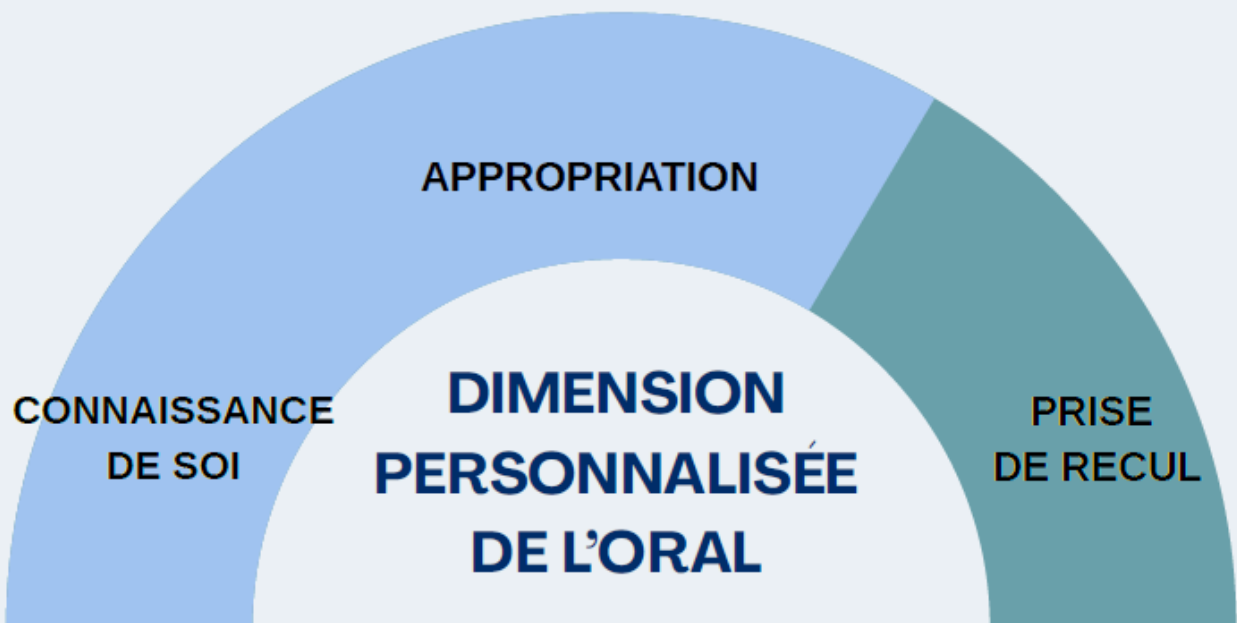 APPROPRIATION
CONNAISSANCE
DE SOI
DIMENSION
PERSONNALISÉE
DE L’ORAL
PRISE
DE RECUL